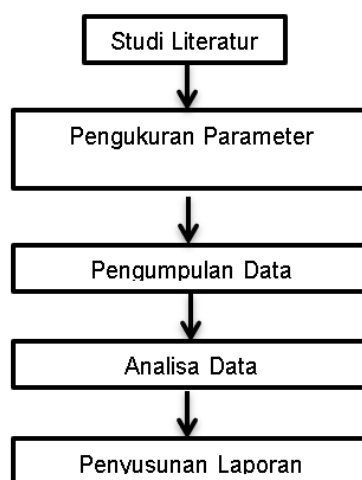 Studi Literatur
Pengukuran Parameter
Pengumpulan Data
Analisa Data
Penyusunan Laporan